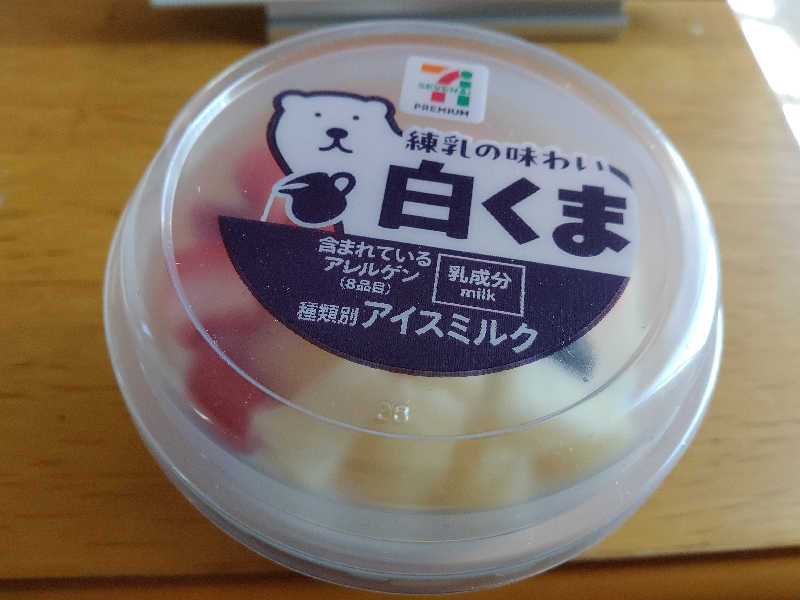 SEVEN&i
PREMIUM
練乳の味わい
白くま
含まれている
アレルゲン
(8品目)
乳成分
milk
種類別 アイスミルク
28